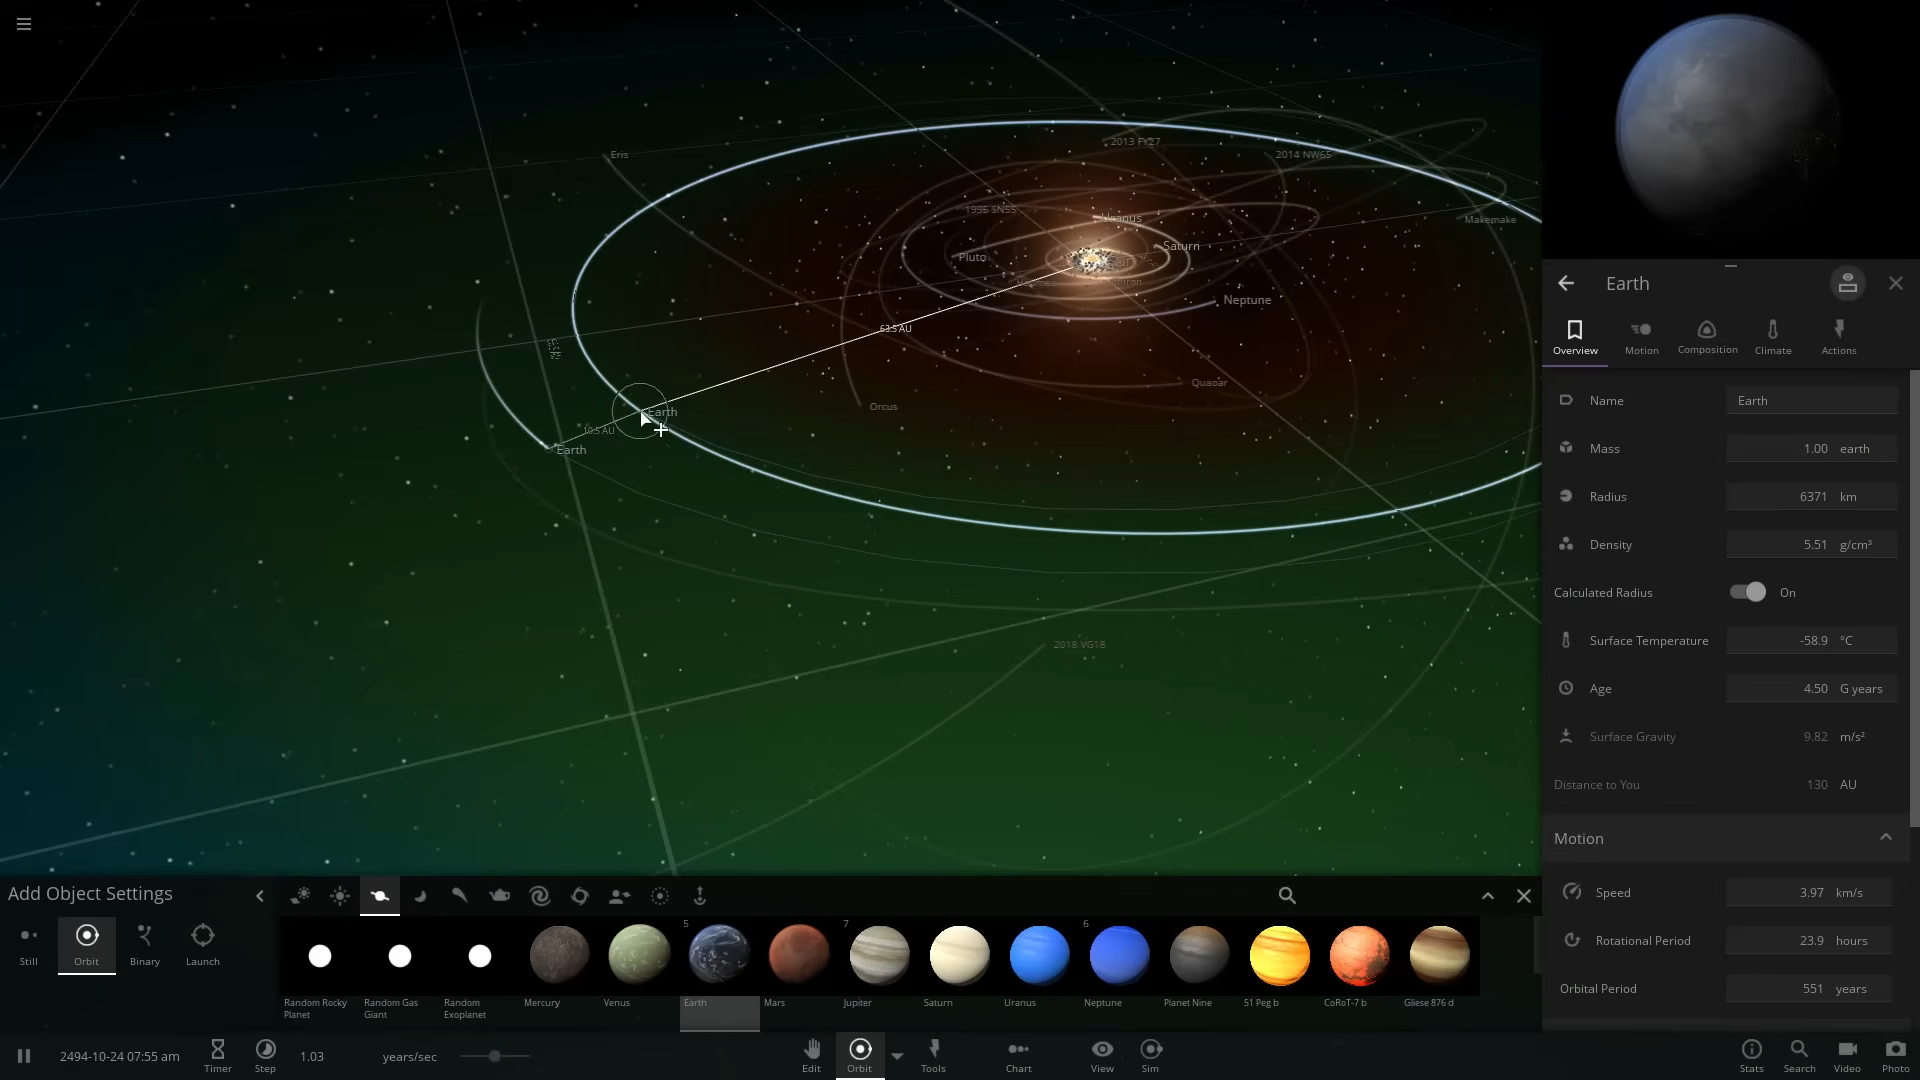 Eris
2013 FY27
2014 NW65
1995 SN55
Uranus
Makemake
Saturn
Pluto
Neptune
63.5 AU
Quaoar
Orcus
Earth
10.5 AU
Earth
2018 VG18
Earth
Overview
Motion
Composition
Climate
Actions
Name
Earth
Mass
1.00 earth
Radius
6371 km
Density
5.51 g/cm³
Calculated Radius
On
Surface Temperature
-58.9 °C
Age
4.50 G years
Surface Gravity
9.82 m/s²
Distance to You
130 AU
Motion
Speed
3.97 km/s
Rotational Period
23.9 hours
Orbital Period
551 years
Add Object Settings
Still
Orbit
Binary
Launch
5
7
6
Random Rocky
Planet
Random Gas
Giant
Random
Exoplanet
Mercury
Venus
Earth
Mars
Jupiter
Saturn
Uranus
Neptune
Planet Nine
51 Peg b
CoRoT-7 b
Gliese 876 d
2494-10-24 07:55 am
Timer
Step
1.03 years/sec
Edit
Orbit
Tools
Chart
View
Sim
Stats
Search
Video
Photo